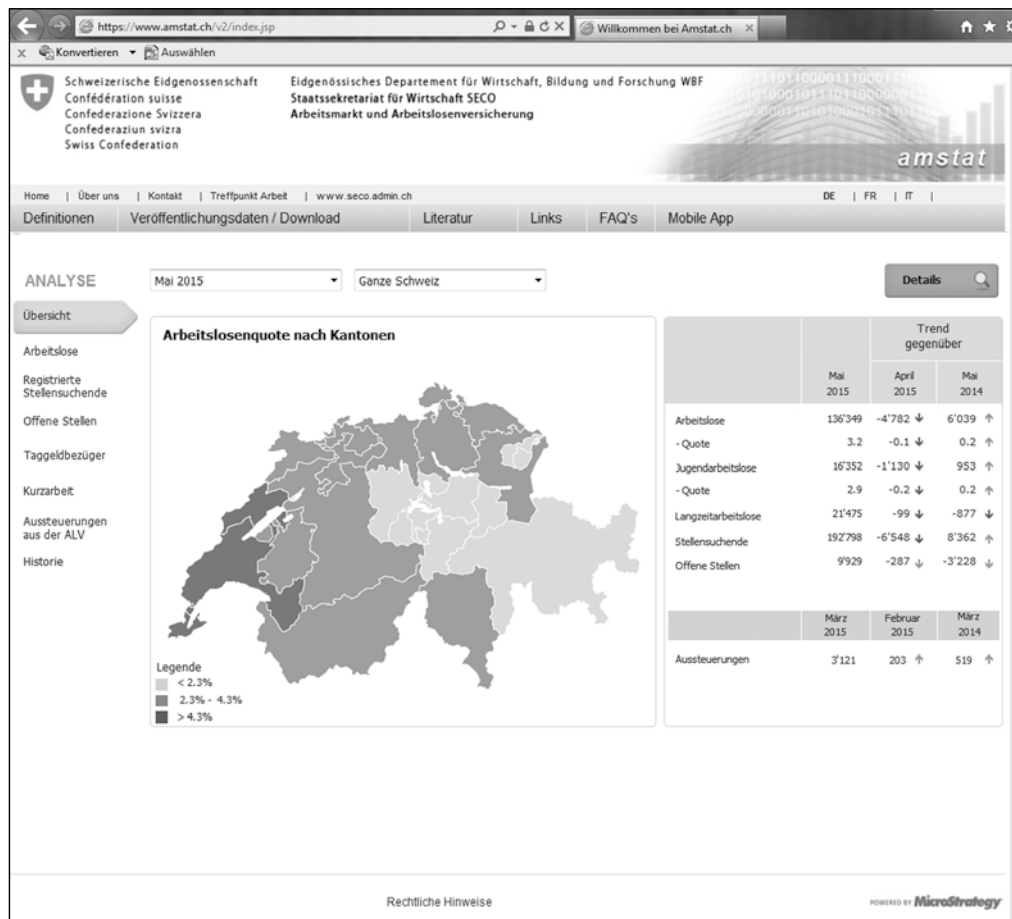 https://www.amstat.ch/v2/index.jsp
Willkommen bei Amstat.ch
x Konvertieren Auswählen
Schweizerische Eidgenossenschaft
Confédération suisse
Confederazione Svizzera
Confederaziun svizra
Swiss Confederation
Eidgenössisches Departement für Wirtschaft, Bildung und Forschung WBF
Staatssekretariat für Wirtschaft SECO
Arbeitsmarkt und Arbeitslosenversicherung
amstat
Home | Über uns | Kontakt | Treffpunkt Arbeit | www.seco.admin.ch DE | FR | IT |
Definitionen Veröffentlichungsdaten / Download Literatur Links FAQ's Mobile App
ANALYSE
Mai 2015 Ganze Schweiz Details
Übersicht
Arbeitslose
Registrierte
Stellensuchende
Offene Stellen
Taggeldbezüger
Kurzarbeit
Aussteuerungen
aus der ALV
Historie
Arbeitslosenquote nach Kantonen
Legende
< 2.3%
2.3% - 4.3%
> 4.3%
Trend
gegenüber
Mai April Mai
2015 2015 2014
Arbeitslose 136'349 -4'782 ↓ 6'039 ↑
- Quote 3.2 -0.1 ↓ 0.2 ↑
Jugendarbeitslose 16'352 -1'130 ↓ 953 ↑
- Quote 2.9 -0.2 ↓ 0.2 ↑
Langzeitarbeitslose 21'475 -99 ↓ -877 ↓
Stellensuchende 192'798 -6'548 ↓ 8'362 ↑
Offene Stellen 9'929 -287 ↓ -3'228 ↓
März Februar März
2015 2015 2014
Aussteuerungen 3'121 203 ↑ 519 ↑
Rechtliche Hinweise
POWERED BY MicroStrategy